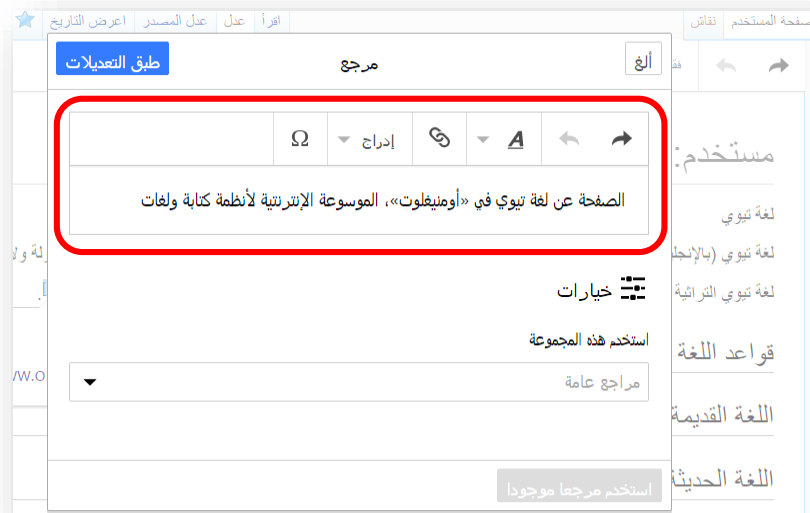 صفحة المستخدم نقاش اقرأ عدل عدل المصدر اعرض التاريخ
ألغ مرجع طبق التعديلات
إدراج Ω
A
الصفحة عن لغة تيوي في «أومنيغلوت»، الموسوعة الإنترنتية لأنظمة كتابة ولغات
خيارات
استخدم هذه المجموعة
مراجع عامة
استخدم مرجعا موجودا
مستخدم:
لغة تيوي
لغة تيوي (بالإنجل
لغة تيوي التراثية
قواعد اللغة
اللغة القديمة
اللغة الحديثة